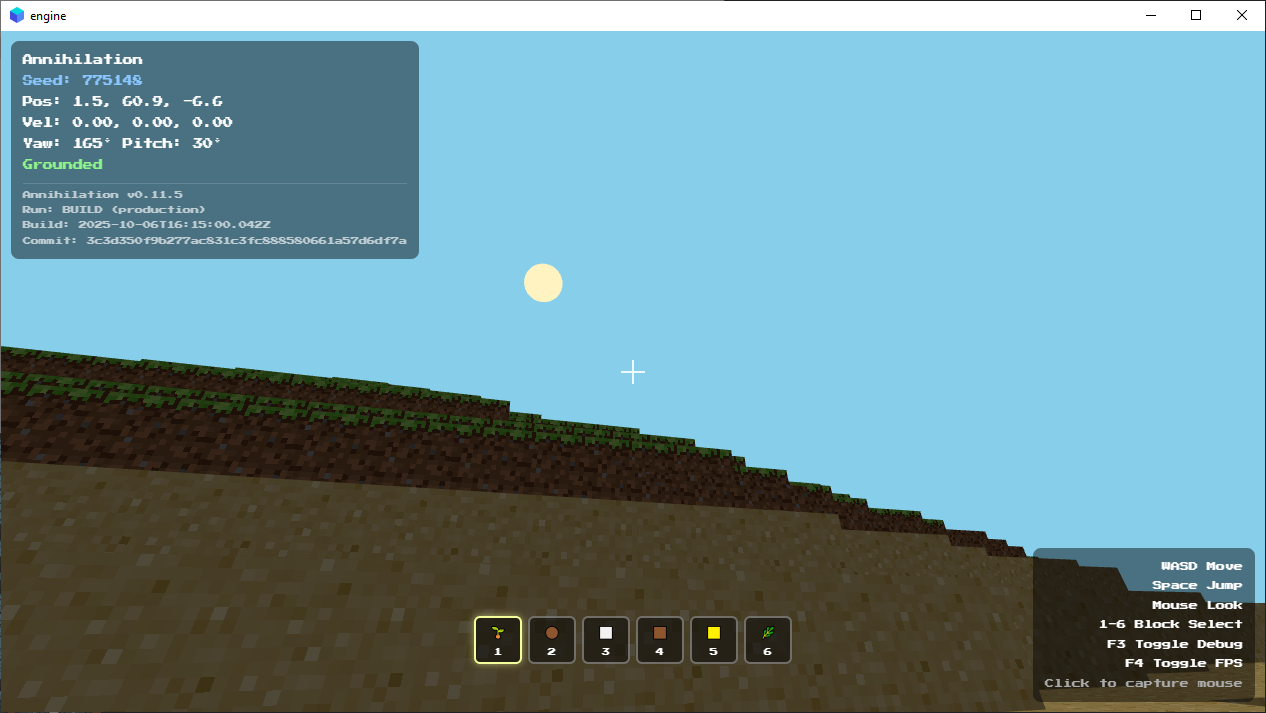 engine
Annihilation
Seed: 775148
Pos: 1.5, 60.9, -6.6
Vel: 0.00, 0.00, 0.00
Yaw: 165° Pitch: 30°
Grounded
Annihilation v0.11.5
Run: BUILD (production)
Build: 2025-10-06T16:15:00.042Z
Commit: 3c3d350f9b277ac831c3fc888580661a57d6df7a
WASD Move
Space Jump
Mouse Look
1-6 Block Select
F3 Toggle Debug
F4 Toggle FPS
Click to capture mouse
1 2 3 4 5 6